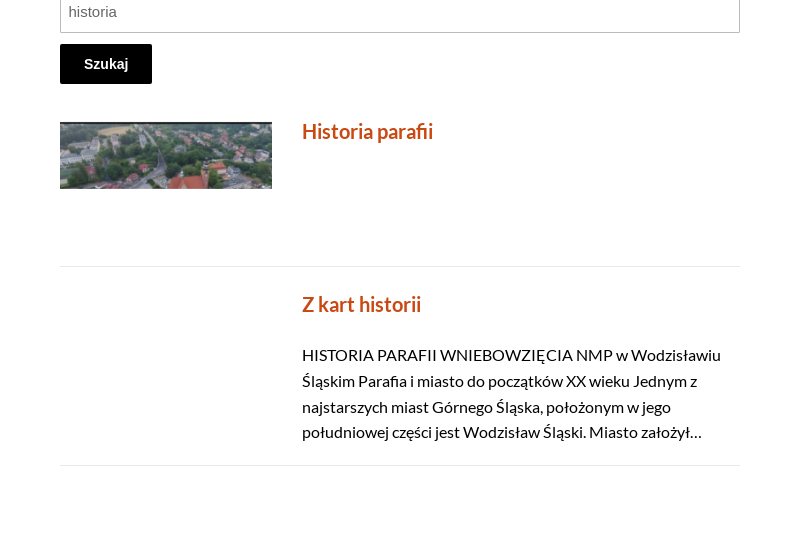 historia
Szukaj
Historia parafii
Z kart historii
HISTORIA PARAFII WNIEBOWZIĘCIA NMP w Wodzisławiu
Śląskim Parafia i miasto do początków XX wieku Jednym z
najstarszych miast Górnego Śląska, położonym w jego
południowej części jest Wodzisław Śląski. Miasto założył…